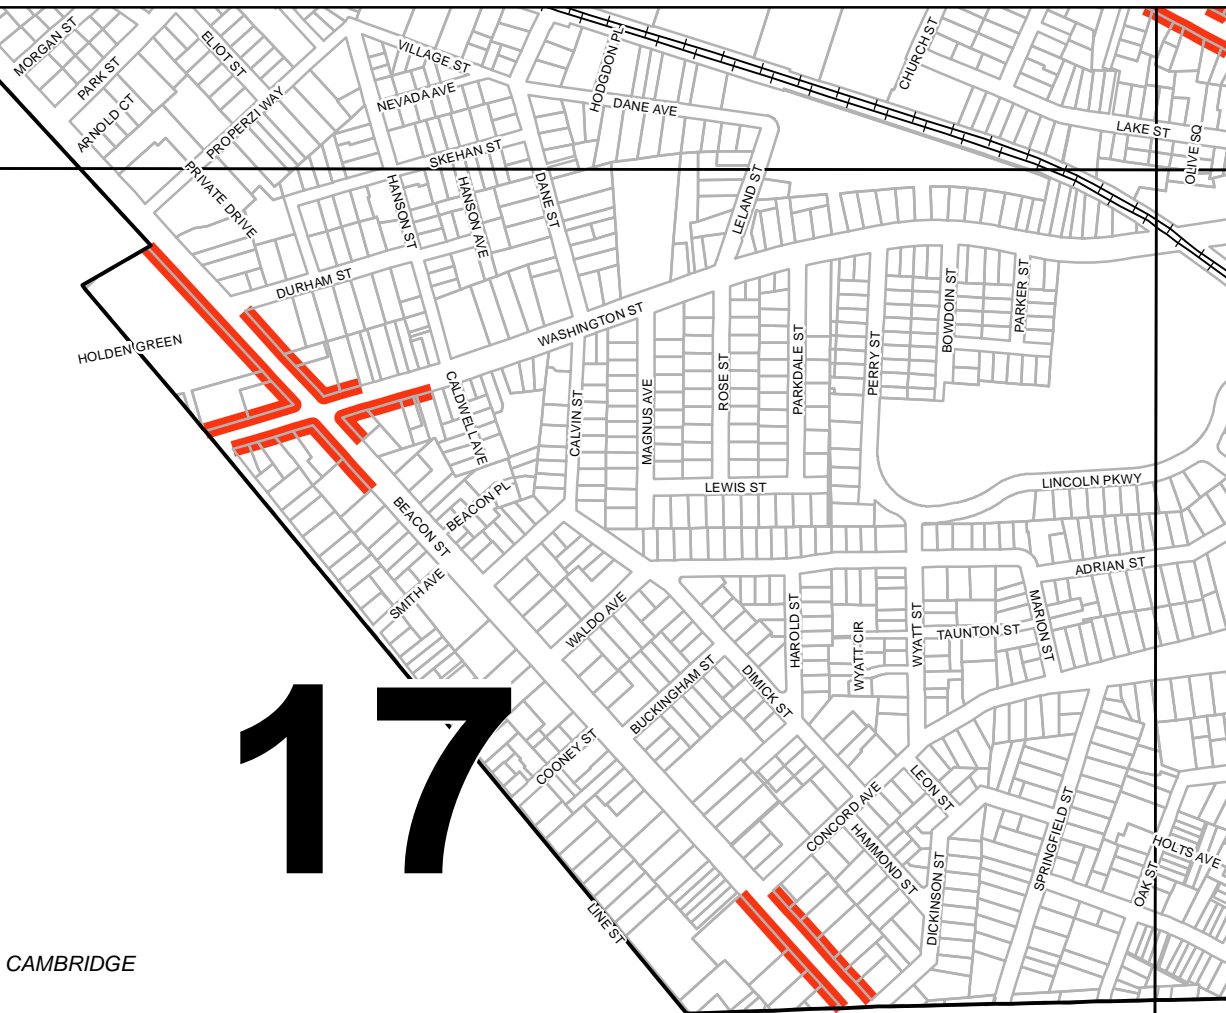 MORGAN ST
PARK ST
ARNOLD CT
ELIOT ST
PROPERZI WAY
PRIVATE DRIVE
VILLAGE ST
NEVADA AVE
SKEHAN ST
HODGDON PL
DANE AVE
CHURCH ST
LAKE ST
OLIVE SQ
HANSON ST
HANSON AVE
DANE ST
LELAND ST
DURHAM ST
WASHINGTON ST
HOLDEN GREEN
CALDWELL AVE
CALVIN ST
MAGNUS AVE
ROSE ST
PARKDALE ST
PERRY ST
BOWDOIN ST
PARKER ST
LEWIS ST
LINCOLN PKWY
BEACON ST
BEACON PL
SMITH AVE
WALDO AVE
HAROLD ST
WYATT CIR
WYATT ST
TAUNTON ST
MARION ST
ADRIAN ST
17
BUCKINGHAM ST
DIMICK ST
COONEY ST
CONCORD AVE
LEON ST
HAMMOND ST
DICKINSON ST
SPRINGFIELD ST
OAK ST
HOLTS AVE
LINE ST
CAMBRIDGE